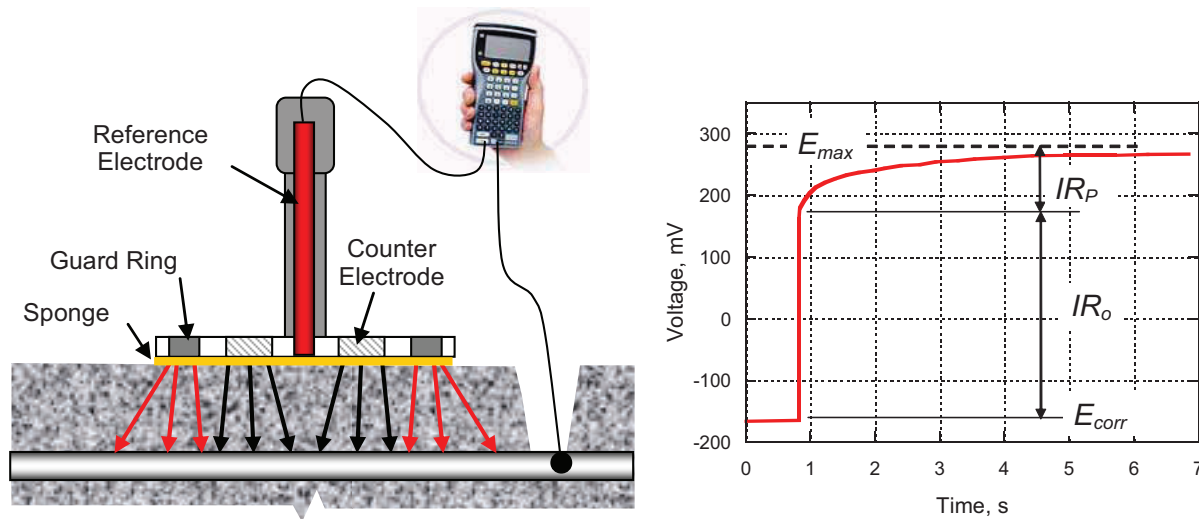 Reference
Electrode
Guard Ring
Sponge
Counter
Electrode
Voltage, mV
300
200
100
0
-100
-200
E_max
IR_P
IR_o
E_corr
0 1 2 3 4 5 6 7
Time, s